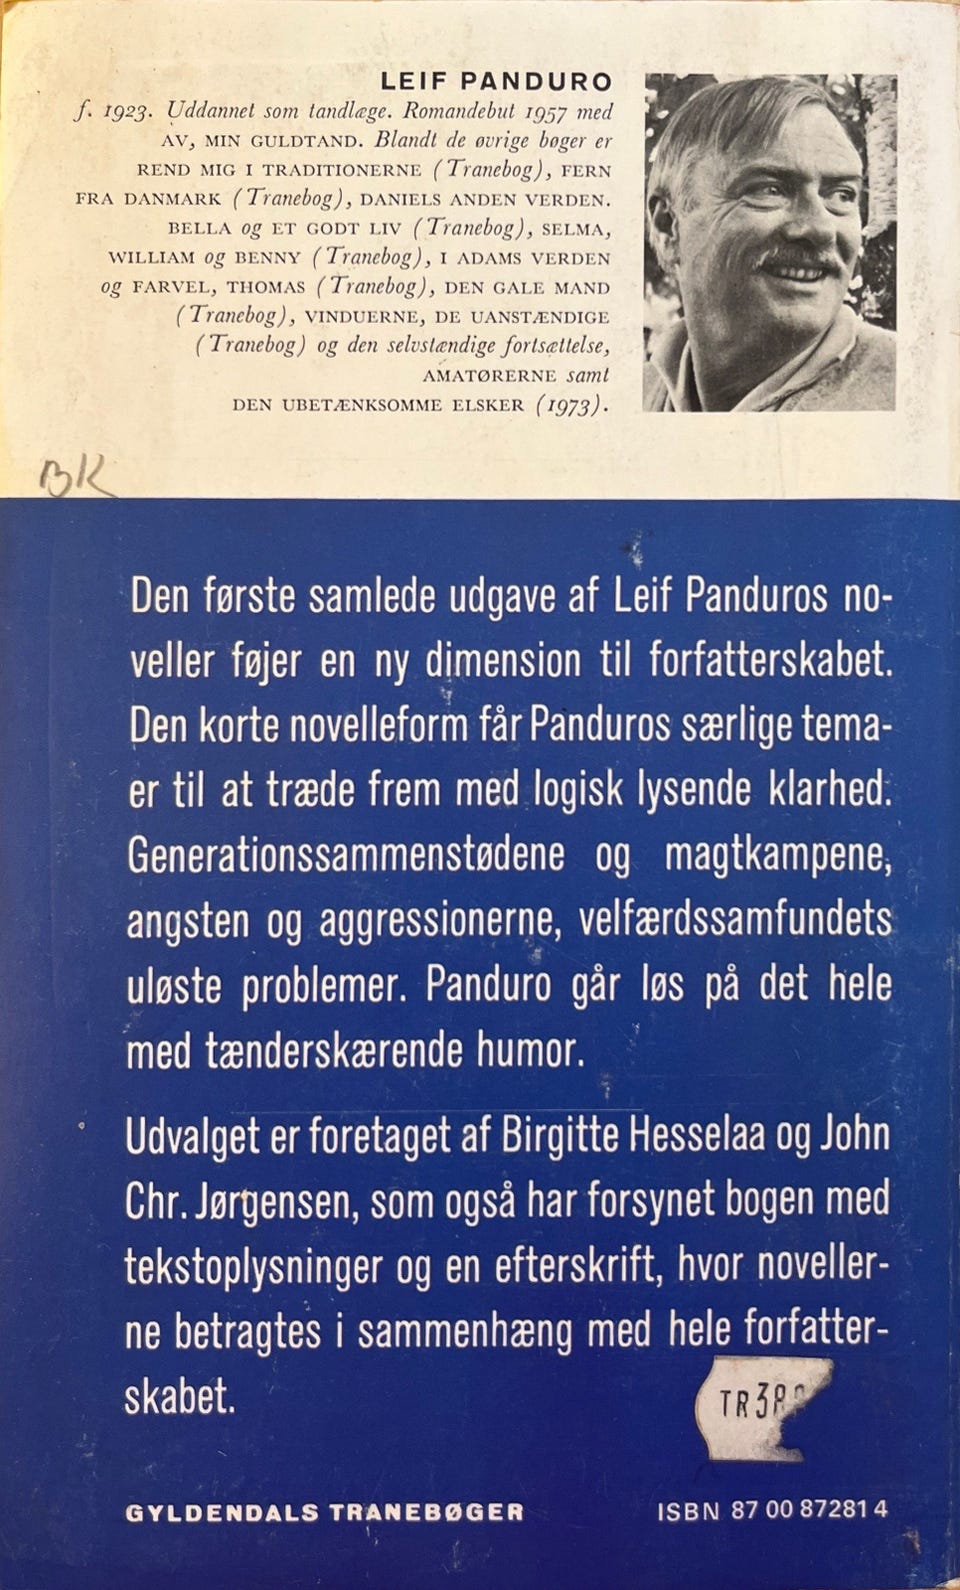 LEIF PANDURO
f. 1923. Uddannet som tandlæge. Romandebut 1957 med
AV, MIN GULDTAND. Blandt de øvrige bøger er
REND MIG I TRADITIONERNE (Tranebog), FERN
FRA DANMARK (Tranebog), DANIELS ANDEN VERDEN.
BELLA og ET GODT LIV (Tranebog), SELMA,
WILLIAM og BENNY (Tranebog), I ADAMS VERDEN
og FARVEL, THOMAS (Tranebog), DEN GALE MAND
(Tranebog), VINDUERNE, DE UANSTÆNDIGE
(Tranebog) og den selvstændige fortsættelse,
AMATØRERNE samt
DEN UBETÆNKSOMME ELSKER (1973).
BK
Den første samlede udgave af Leif Panduros no-
veller føjer en ny dimension til forfatterskabet.
Den korte novelleform får Panduros særlige tema-
er til at træde frem med logisk lysende klarhed.
Generationssammenstødene og magtkampene,
angsten og aggressionerne, velfærdssamfundets
uløste problemer. Panduro går løs på det hele
med tænderskærende humor.
Udvalget er foretaget af Birgitte Hesselaa og John
Chr. Jørgensen, som også har forsynet bogen med
tekstoplysninger og en efterskrift, hvor noveller-
ne betragtes i sammenhæng med hele forfatter-
skabet.
GYLDENDALS TRANEBØGER
ISBN 87 00 87281 4